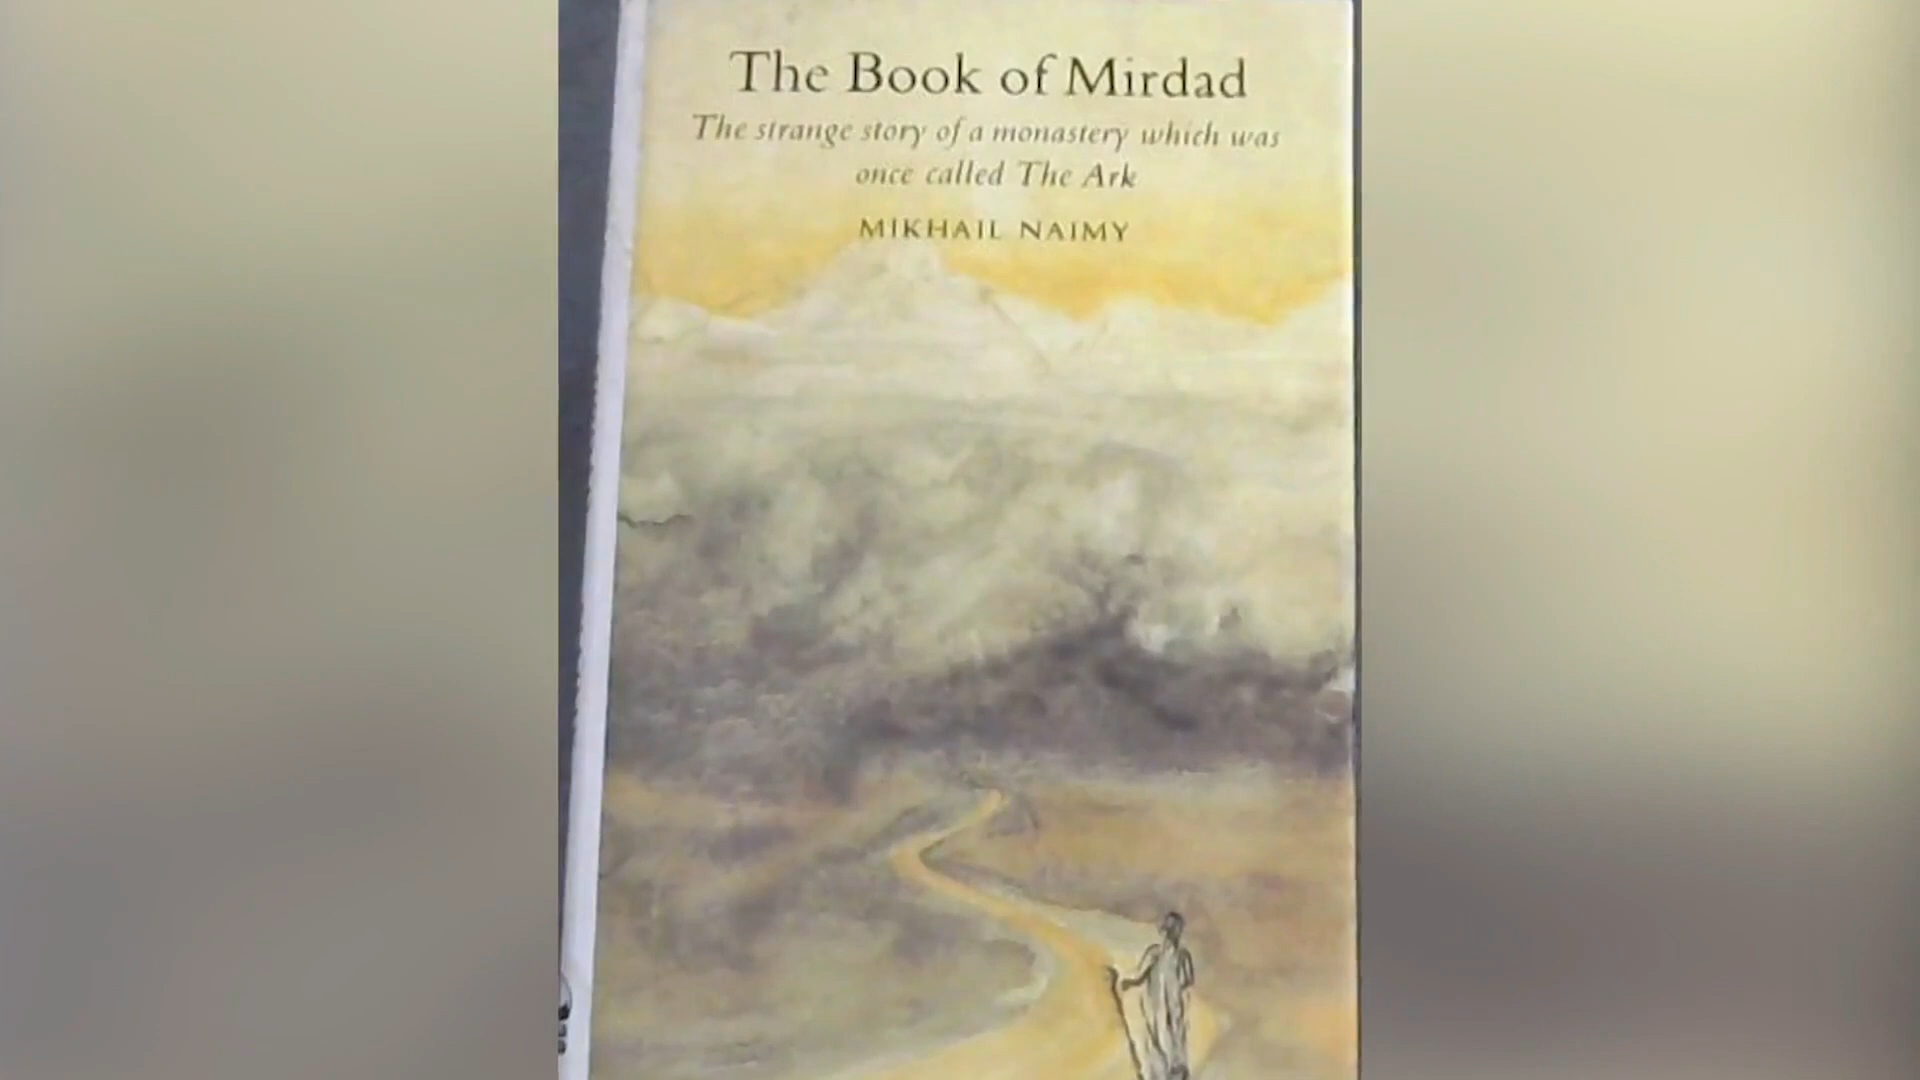 The Book of Mirdad
The strange story of a monastery which was
once called The Ark
MIKHAIL NAIMY